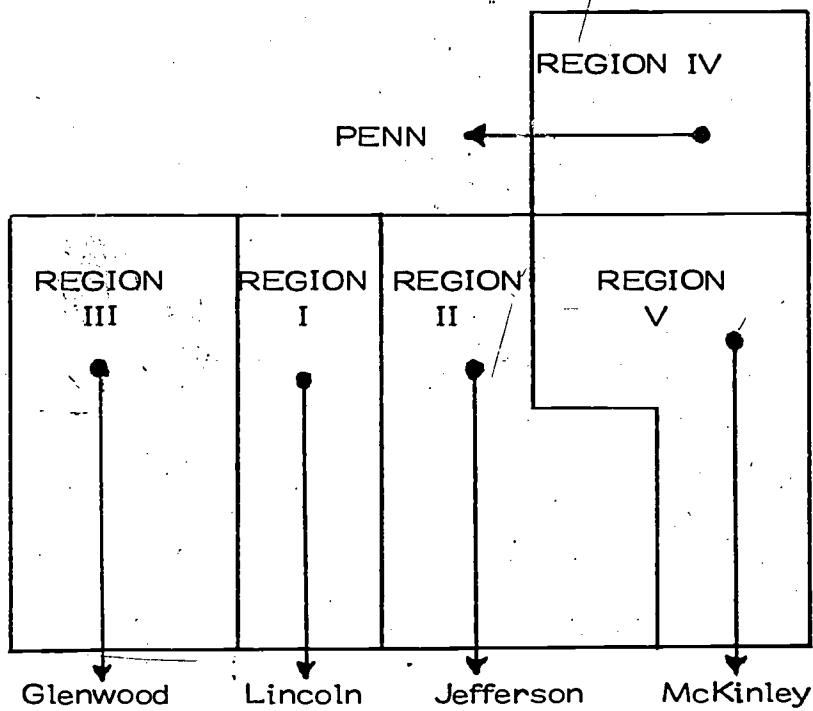 REGION IV
PENN
REGION
III
REGION
I
REGION
II
REGION
V
Glenwood
Lincoln
Jefferson
McKinley